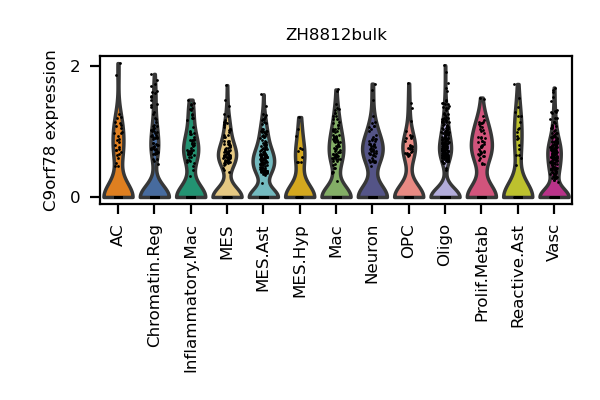 ZH8812bulk
C9orf78 expression
2
0
AC
Chromatin.Reg
Inflammatory.Mac
MES
MES.Ast
MES.Hyp
Mac
Neuron
OPC
Oligo
Prolif.Metab
Reactive.Ast
Vasc